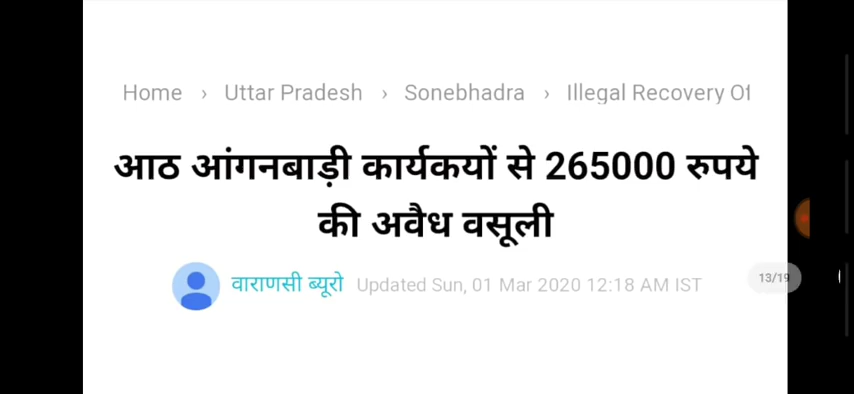 Home › Uttar Pradesh › Sonebhadra › Illegal Recovery Of
आठ आंगनबाड़ी कार्यकयों से 265000 रुपये
की अवैध वसूली
वाराणसी ब्यूरो Updated Sun, 01 Mar 2020 12:18 AM IST
13/19